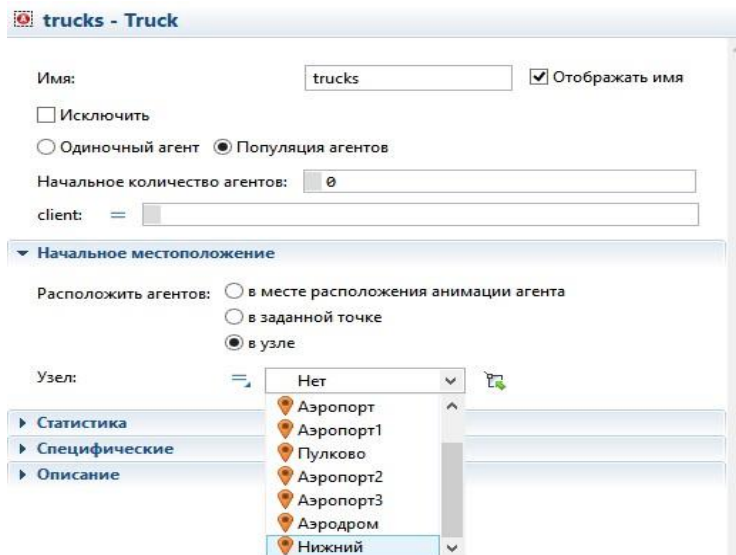 trucks - Truck
Имя: trucks Отображать имя
Исключить
Одиночный агент Популяция агентов
Начальное количество агентов: 0
client: =
Начальное местоположение
Расположить агентов: в месте расположения анимации агента
в заданной точке
в узле
Узел: Нет
Аэропорт
Статистика
Аэропорт1
Специфические
Пулково
Описание
Аэропорт2
Аэропорт3
Аэродром
Нижний